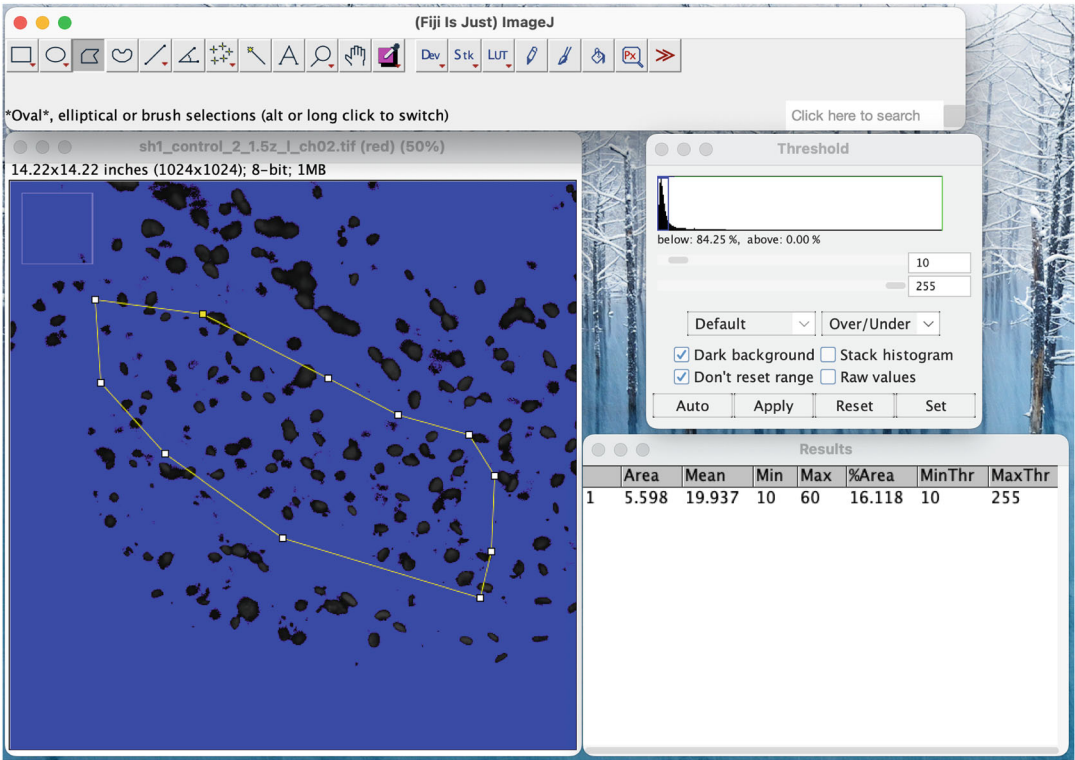 (Fiji Is Just) ImageJ
Dev Stk LUT Px
*Oval*, elliptical or brush selections (alt or long click to switch)
Click here to search
sh1_control_2_1.5z_l_ch02.tif (red) (50%)
14.22x14.22 inches (1024x1024); 8-bit; 1MB
Threshold
below: 84.25 %, above: 0.00 %
10
255
Default Over/Under
Dark background Stack histogram
Don't reset range Raw values
Auto Apply Reset Set
Results
Area Mean Min Max %Area MinThr MaxThr
1 5.598 19.937 10 60 16.118 10 255